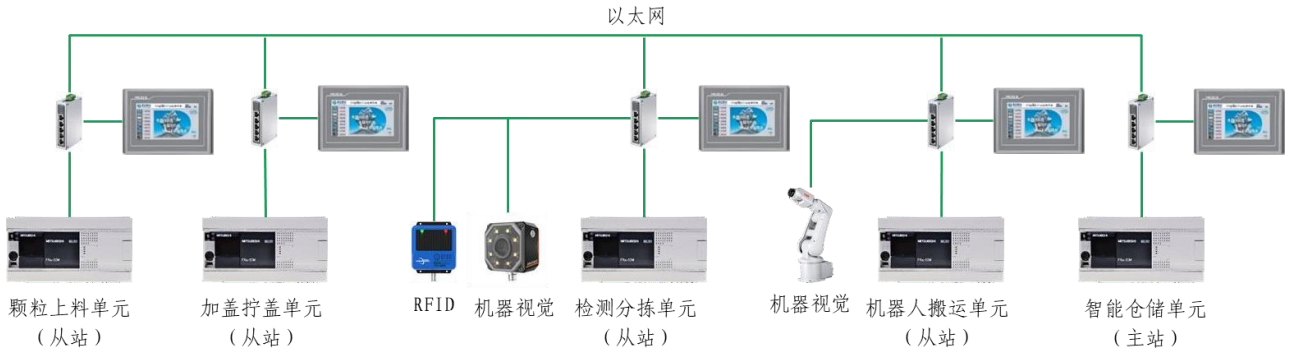 以太网
颗粒上料单元
（从站）
加盖拧盖单元
（从站）
RFID
机器视觉
检测分拣单元
（从站）
机器视觉
机器人搬运单元
（从站）
智能仓储单元
（主站）